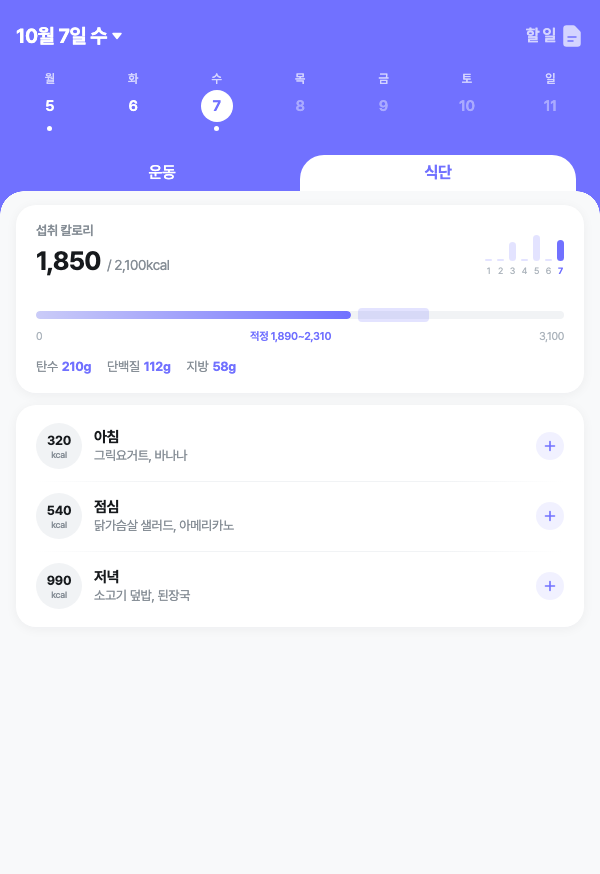 10월 7일 수
할 일
월 화 수 목 금 토 일
5 6 7 8 9 10 11
운동 식단
섭취 칼로리
1,850 / 2,100kcal
1 2 3 4 5 6 7
0 적정 1,890~2,310 3,100
탄수 210g 단백질 112g 지방 58g
320 kcal
아침
그릭요거트, 바나나
540 kcal
점심
닭가슴살 샐러드, 아메리카노
990 kcal
저녁
소고기 덮밥, 된장국